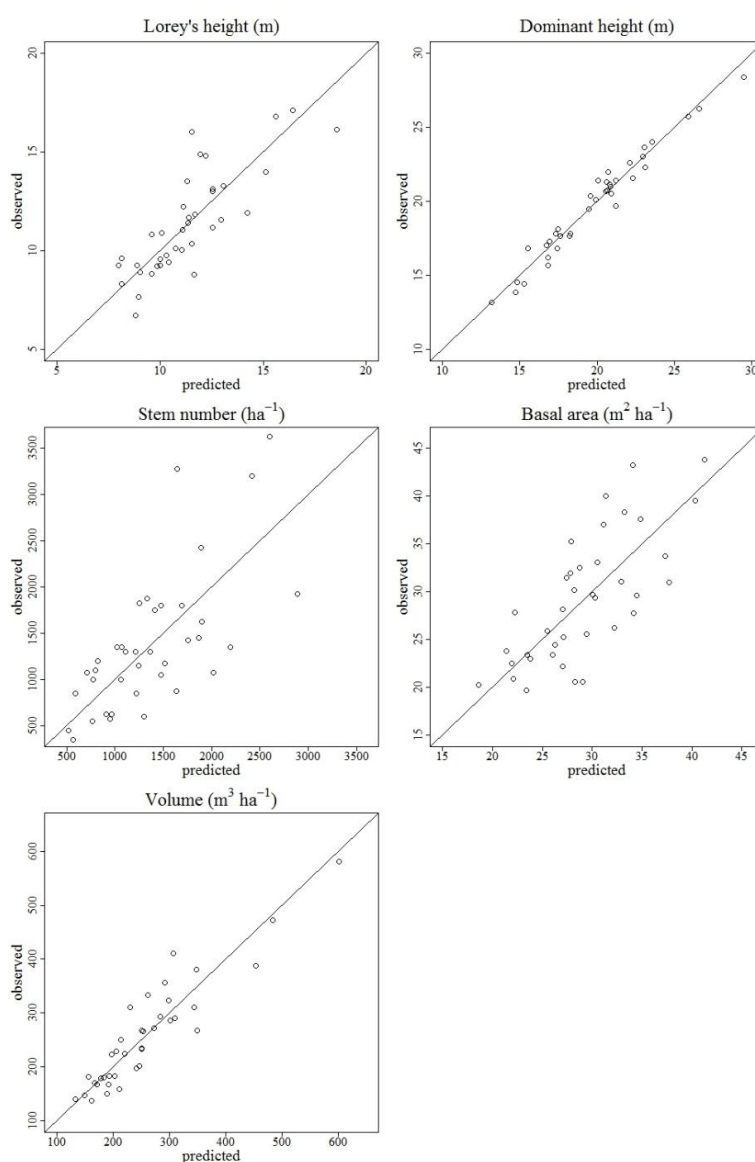 Lorey's height (m)
20
15
10
5
observed
5 10 15 20
predicted
Dominant height (m)
30
25
20
15
10
observed
10 15 20 25 30
predicted
Stem number (ha⁻¹)
3500
3000
2500
2000
1500
1000
500
observed
500 1000 1500 2000 2500 3000 3500
predicted
Basal area (m² ha⁻¹)
45
40
35
30
25
20
15
observed
15 20 25 30 35 40 45
predicted
Volume (m³ ha⁻¹)
600
500
400
300
200
100
observed
100 200 300 400 500 600
predicted